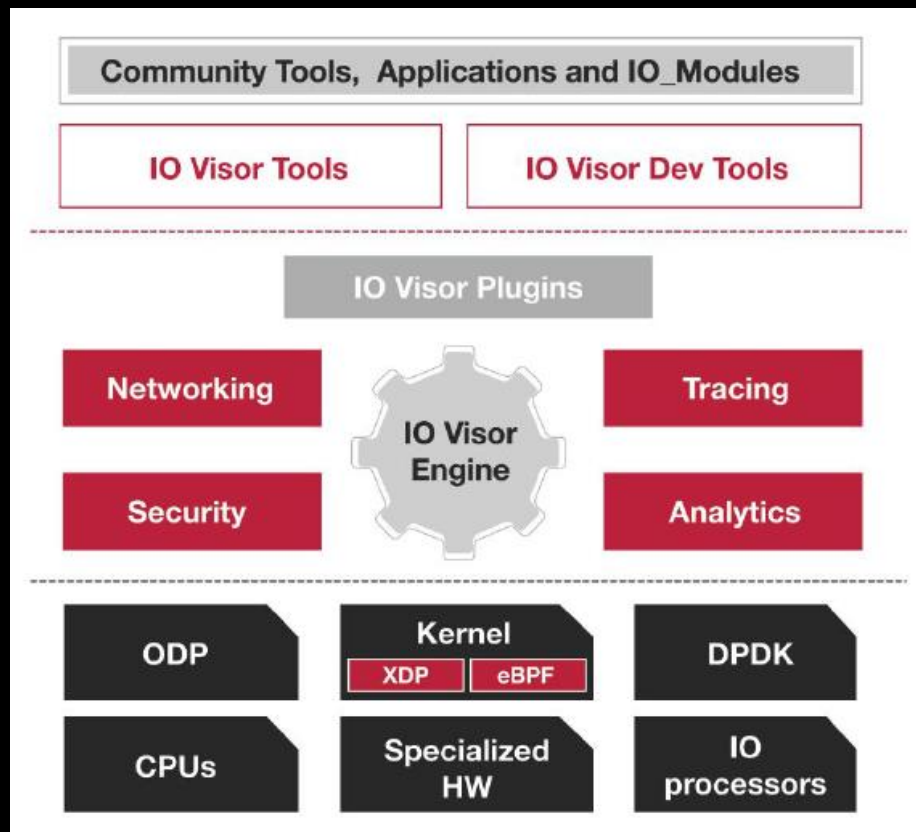 Community Tools, Applications and IO_Modules
IO Visor Tools
IO Visor Dev Tools
IO Visor Plugins
Networking
Tracing
IO Visor
Engine
Security
Analytics
ODP
Kernel
XDP
eBPF
DPDK
CPUs
Specialized
HW
IO
processors